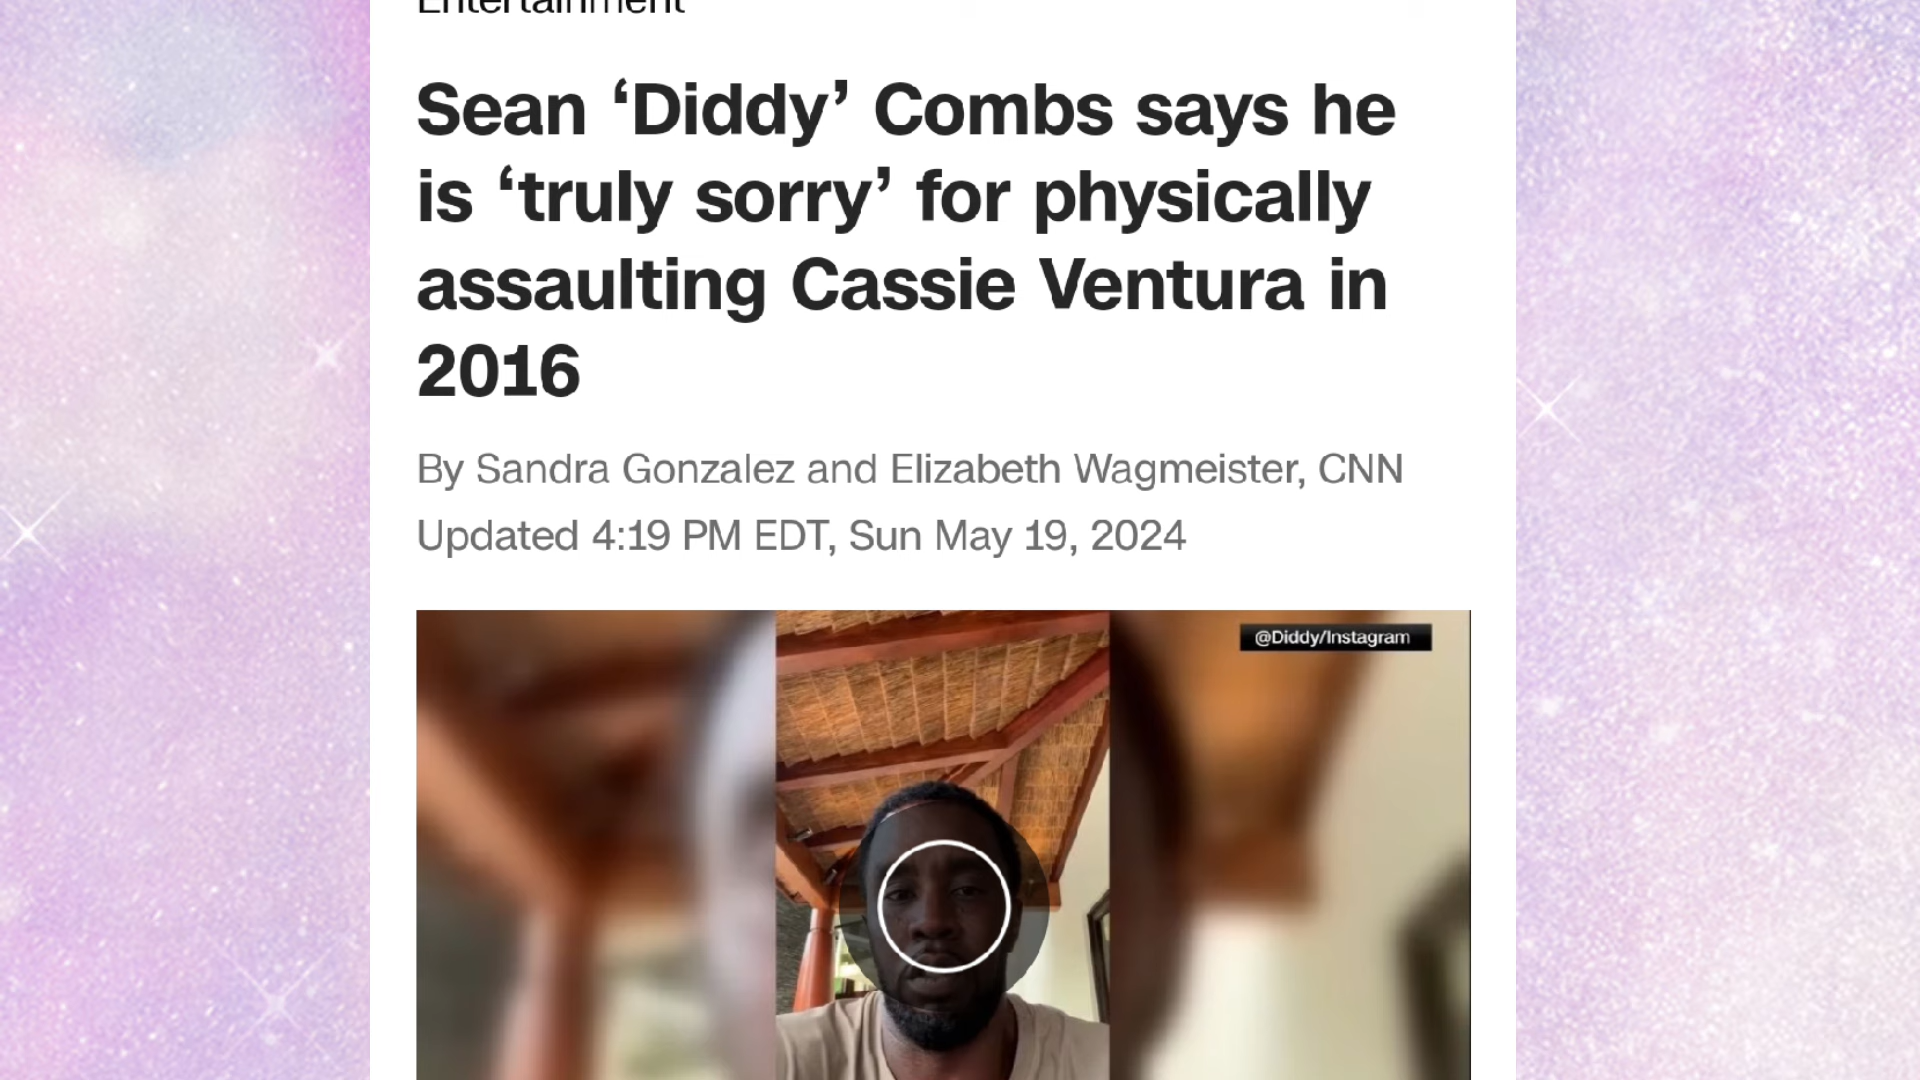 Entertainment
Sean ‘Diddy’ Combs says he
is ‘truly sorry’ for physically
assaulting Cassie Ventura in
2016
By Sandra Gonzalez and Elizabeth Wagmeister, CNN
Updated 4:19 PM EDT, Sun May 19, 2024
@Diddy/Instagram